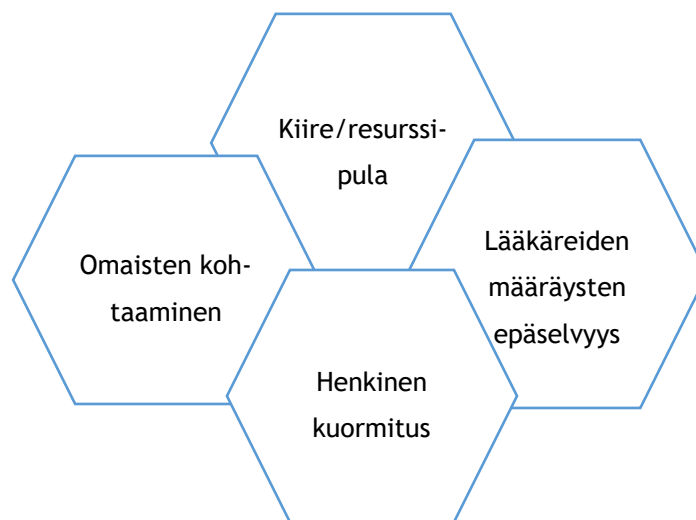 Kiire/resurssi-
pula
Omaisten koh-
taaminen
Lääkäreiden
määräysten
epäselvyys
Henkinen
kuormitus